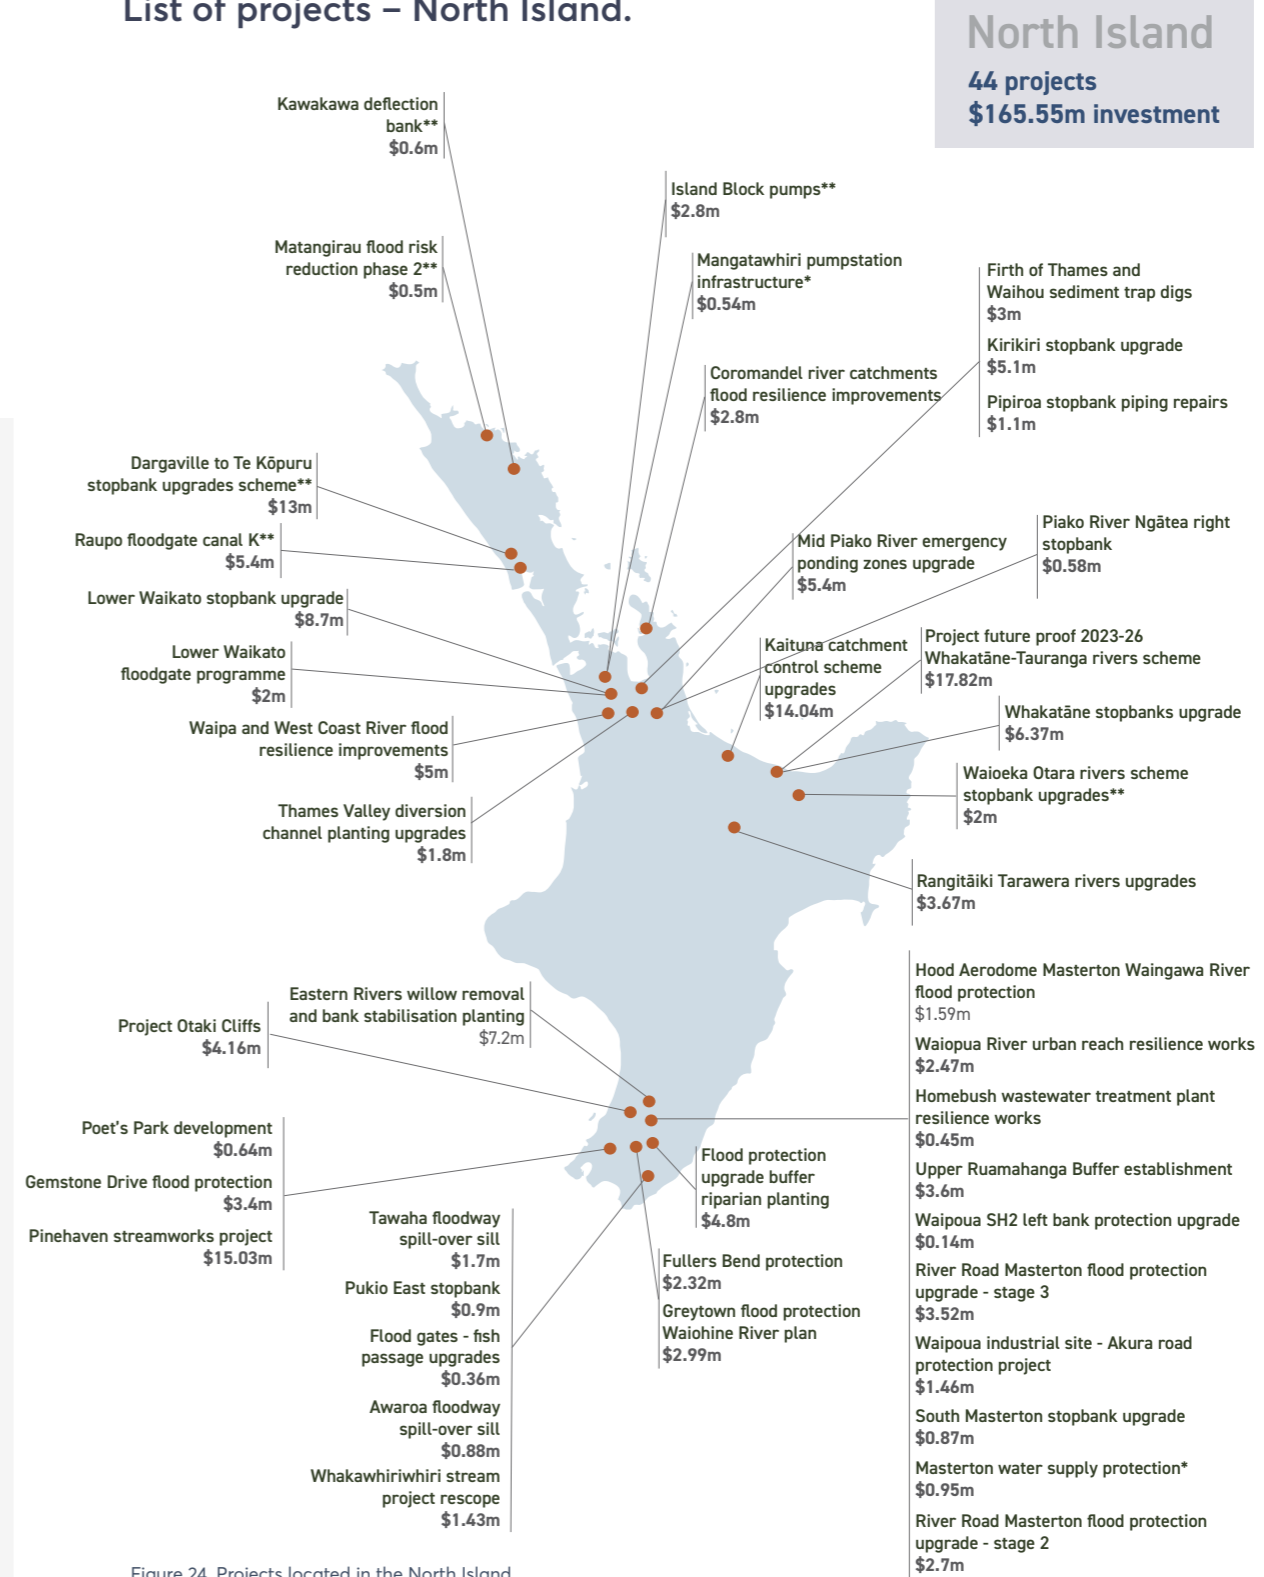 List of projects – North Island.
North Island
44 projects
$165.55m investment
Kawakawa deflection
bank**
$0.6m
Matangirau flood risk
reduction phase 2**
$0.5m
Island Block pumps**
$2.8m
Mangatawhiri pumpstation
infrastructure*
$0.54m
Coromandel river catchments
flood resilience improvements
$2.8m
Firth of Thames and
Waihou sediment trap digs
$3m
Kirikiri stopbank upgrade
$5.1m
Pipiroa stopbank piping repairs
$1.1m
Dargaville to Te Kōpuru
stopbank upgrades scheme**
$13m
Raupo floodgate canal K**
$5.4m
Lower Waikato stopbank upgrade
$8.7m
Lower Waikato
floodgate programme
$2m
Waipa and West Coast River flood
resilience improvements
$5m
Thames Valley diversion
channel planting upgrades
$1.8m
Mid Piako River emergency
ponding zones upgrade
$5.4m
Piako River Ngātea right
stopbank
$0.58m
Kaituna catchment
control scheme
upgrades
$14.04m
Project future proof 2023-26
Whakatāne-Tauranga rivers scheme
$17.82m
Whakatāne stopbanks upgrade
$6.37m
Waioeka Otara rivers scheme
stopbank upgrades**
$2m
Rangitāiki Tarawera rivers upgrades
$3.67m
Eastern Rivers willow removal
and bank stabilisation planting
$7.2m
Project Otaki Cliffs
$4.16m
Poet’s Park development
$0.64m
Gemstone Drive flood protection
$3.4m
Pinehaven streamworks project
$15.03m
Tawaha floodway
spill-over sill
$1.7m
Pukio East stopbank
$0.9m
Flood gates - fish
passage upgrades
$0.36m
Awaroa floodway
spill-over sill
$0.88m
Whakawhiriwhiri stream
project rescope
$1.43m
Flood protection
upgrade buffer
riparian planting
$4.8m
Fullers Bend protection
$2.32m
Greytown flood protection
Waiohine River plan
$2.99m
Hood Aerodome Masterton Waingawa River
flood protection
$1.59m
Waiopua River urban reach resilience works
$2.47m
Homebush wastewater treatment plant
resilience works
$0.45m
Upper Ruamahanga Buffer establishment
$3.6m
Waipoua SH2 left bank protection upgrade
$0.14m
River Road Masterton flood protection
upgrade - stage 3
$3.52m
Waipoua industrial site - Akura road
protection project
$1.46m
South Masterton stopbank upgrade
$0.87m
Masterton water supply protection*
$0.95m
River Road Masterton flood protection
upgrade - stage 2
$2.7m
Figure 24. Projects located in the North Island